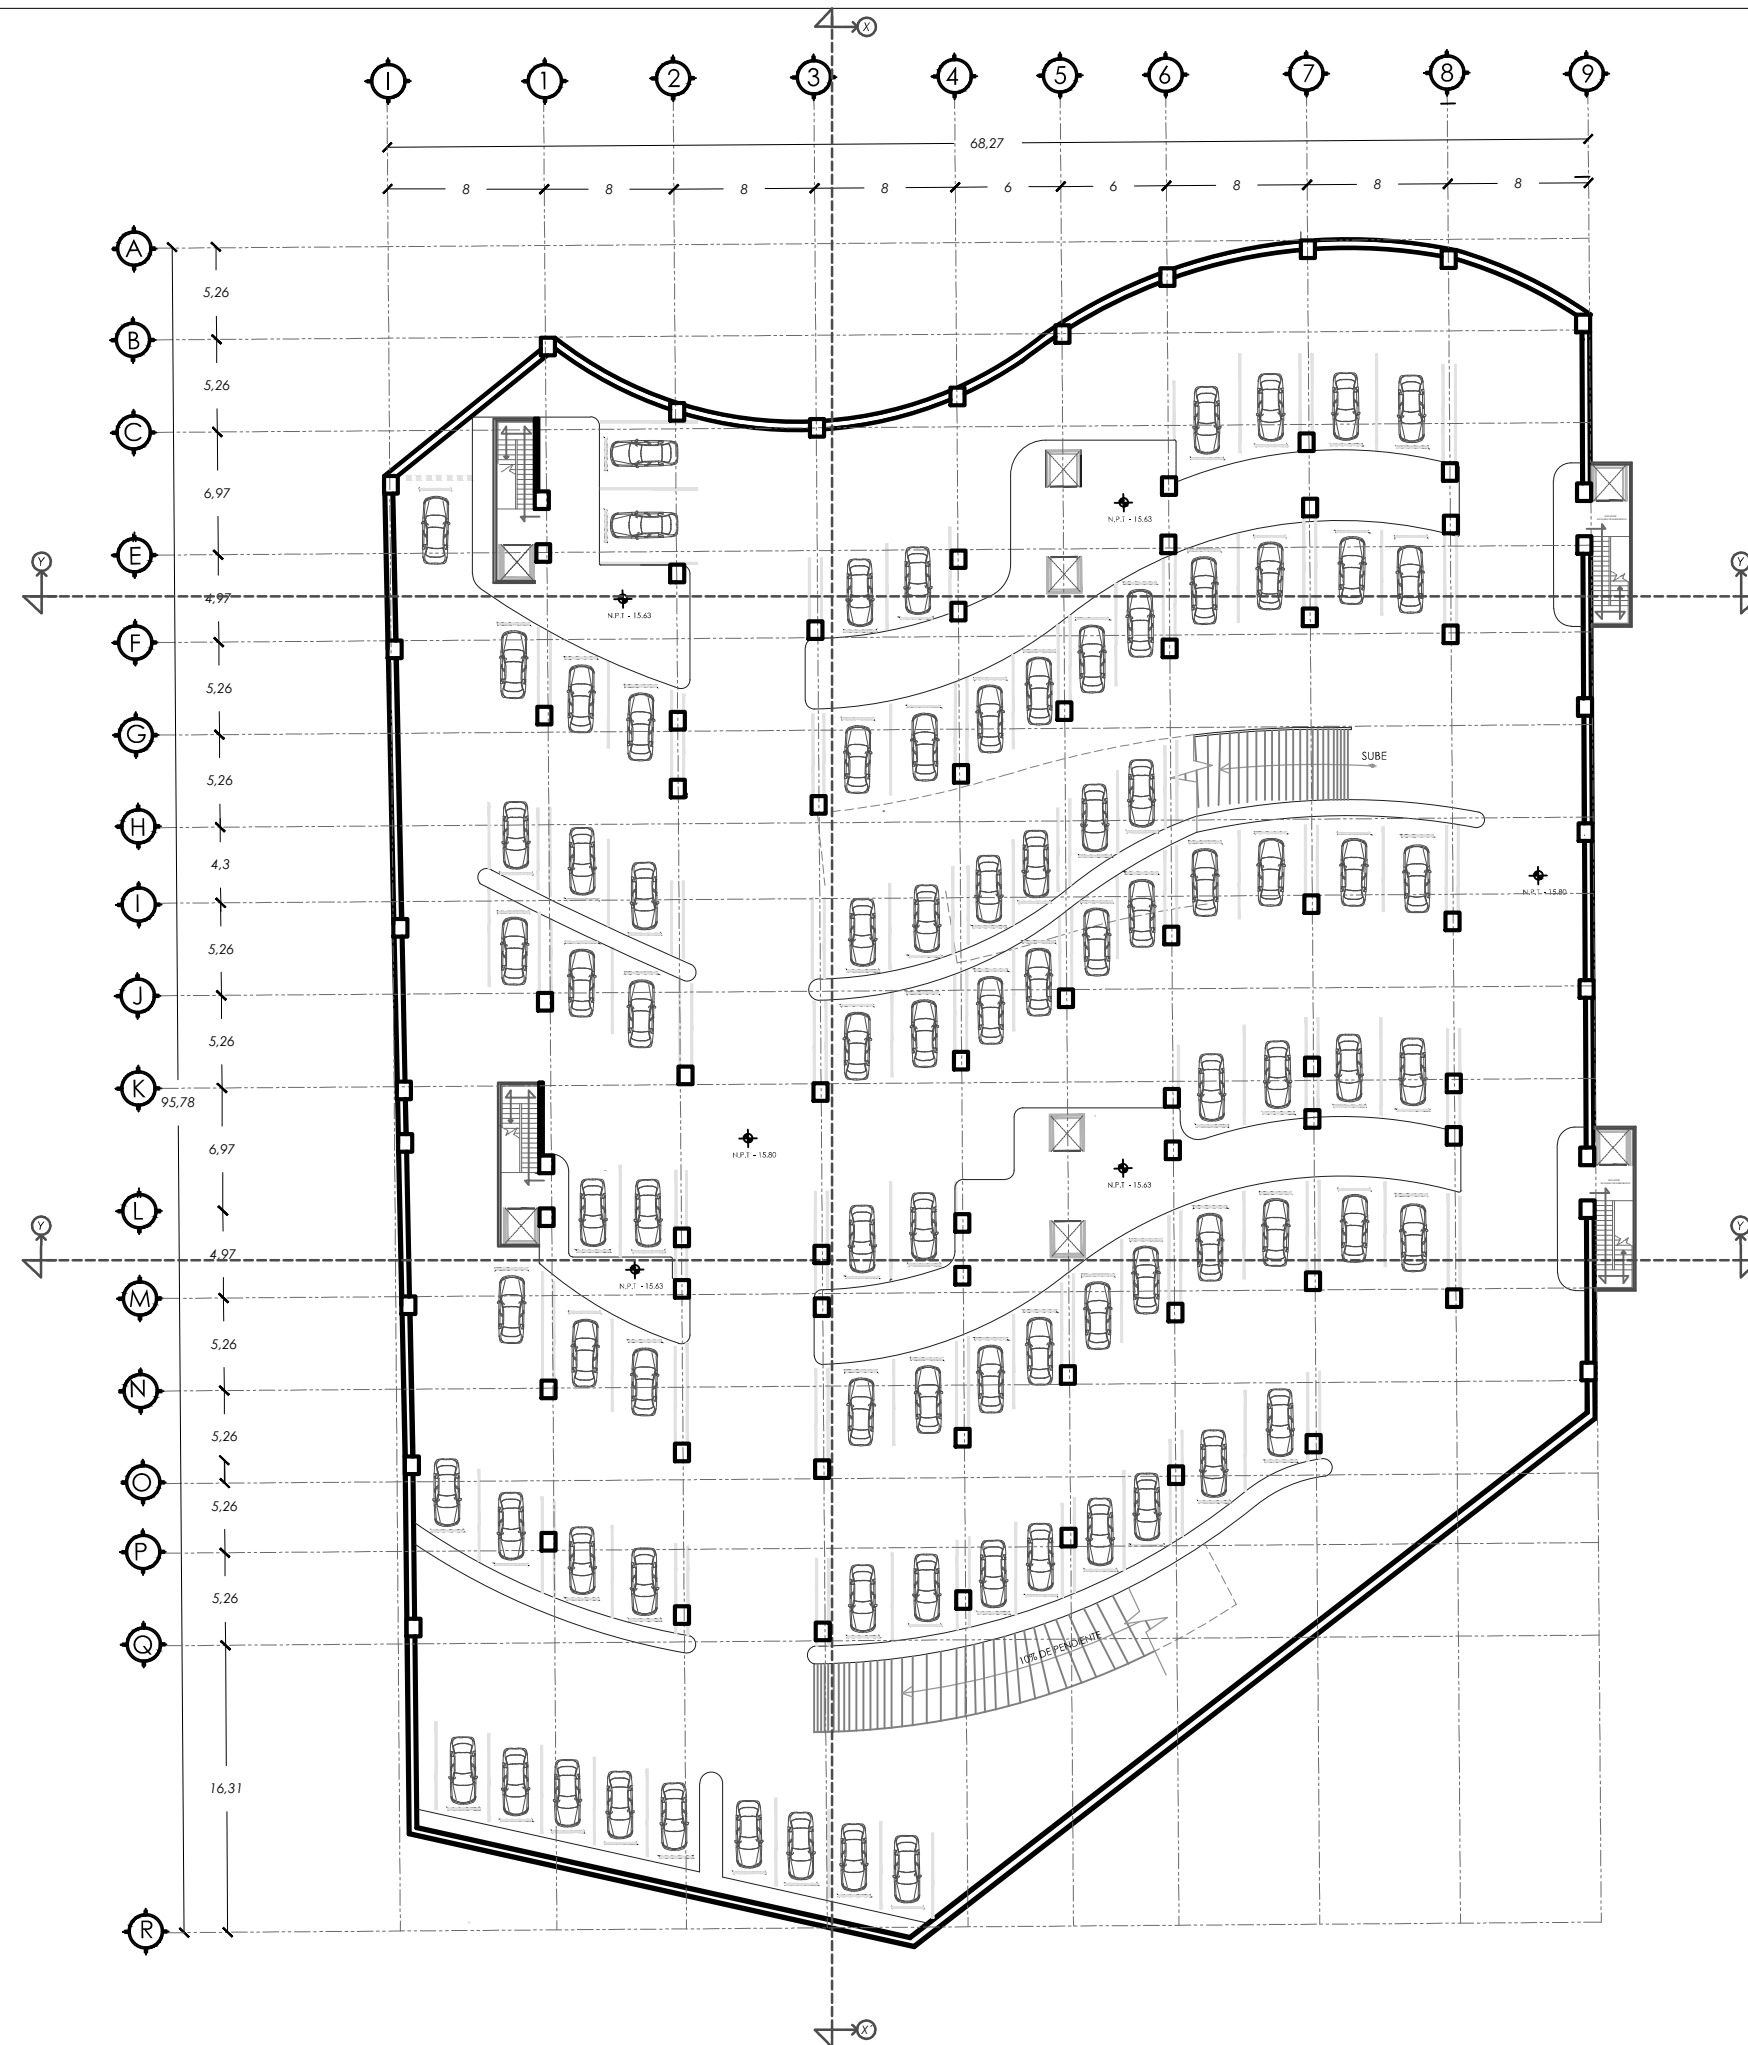 X
I 1 2 3 4 5 6 7 8 9
68,27
8 8 8 8 6 6 8 8 8
A
5,26
B
5,26
C
6,97
N.P.T - 15.63
E
Y Y
4,97
N.P.T - 15.63
F
5,26
G
SUBE
5,26
H
4,3
N.P.T - 15.80
I
5,26
J
5,26
K
95,78
6,97
N.P.T - 15.80
N.P.T - 15.63
L
Y Y
4,97
N.P.T - 15.63
M
5,26
N
5,26
O
5,26
P
5,26
Q
10% DE PENDIENTE
16,31
R
X'